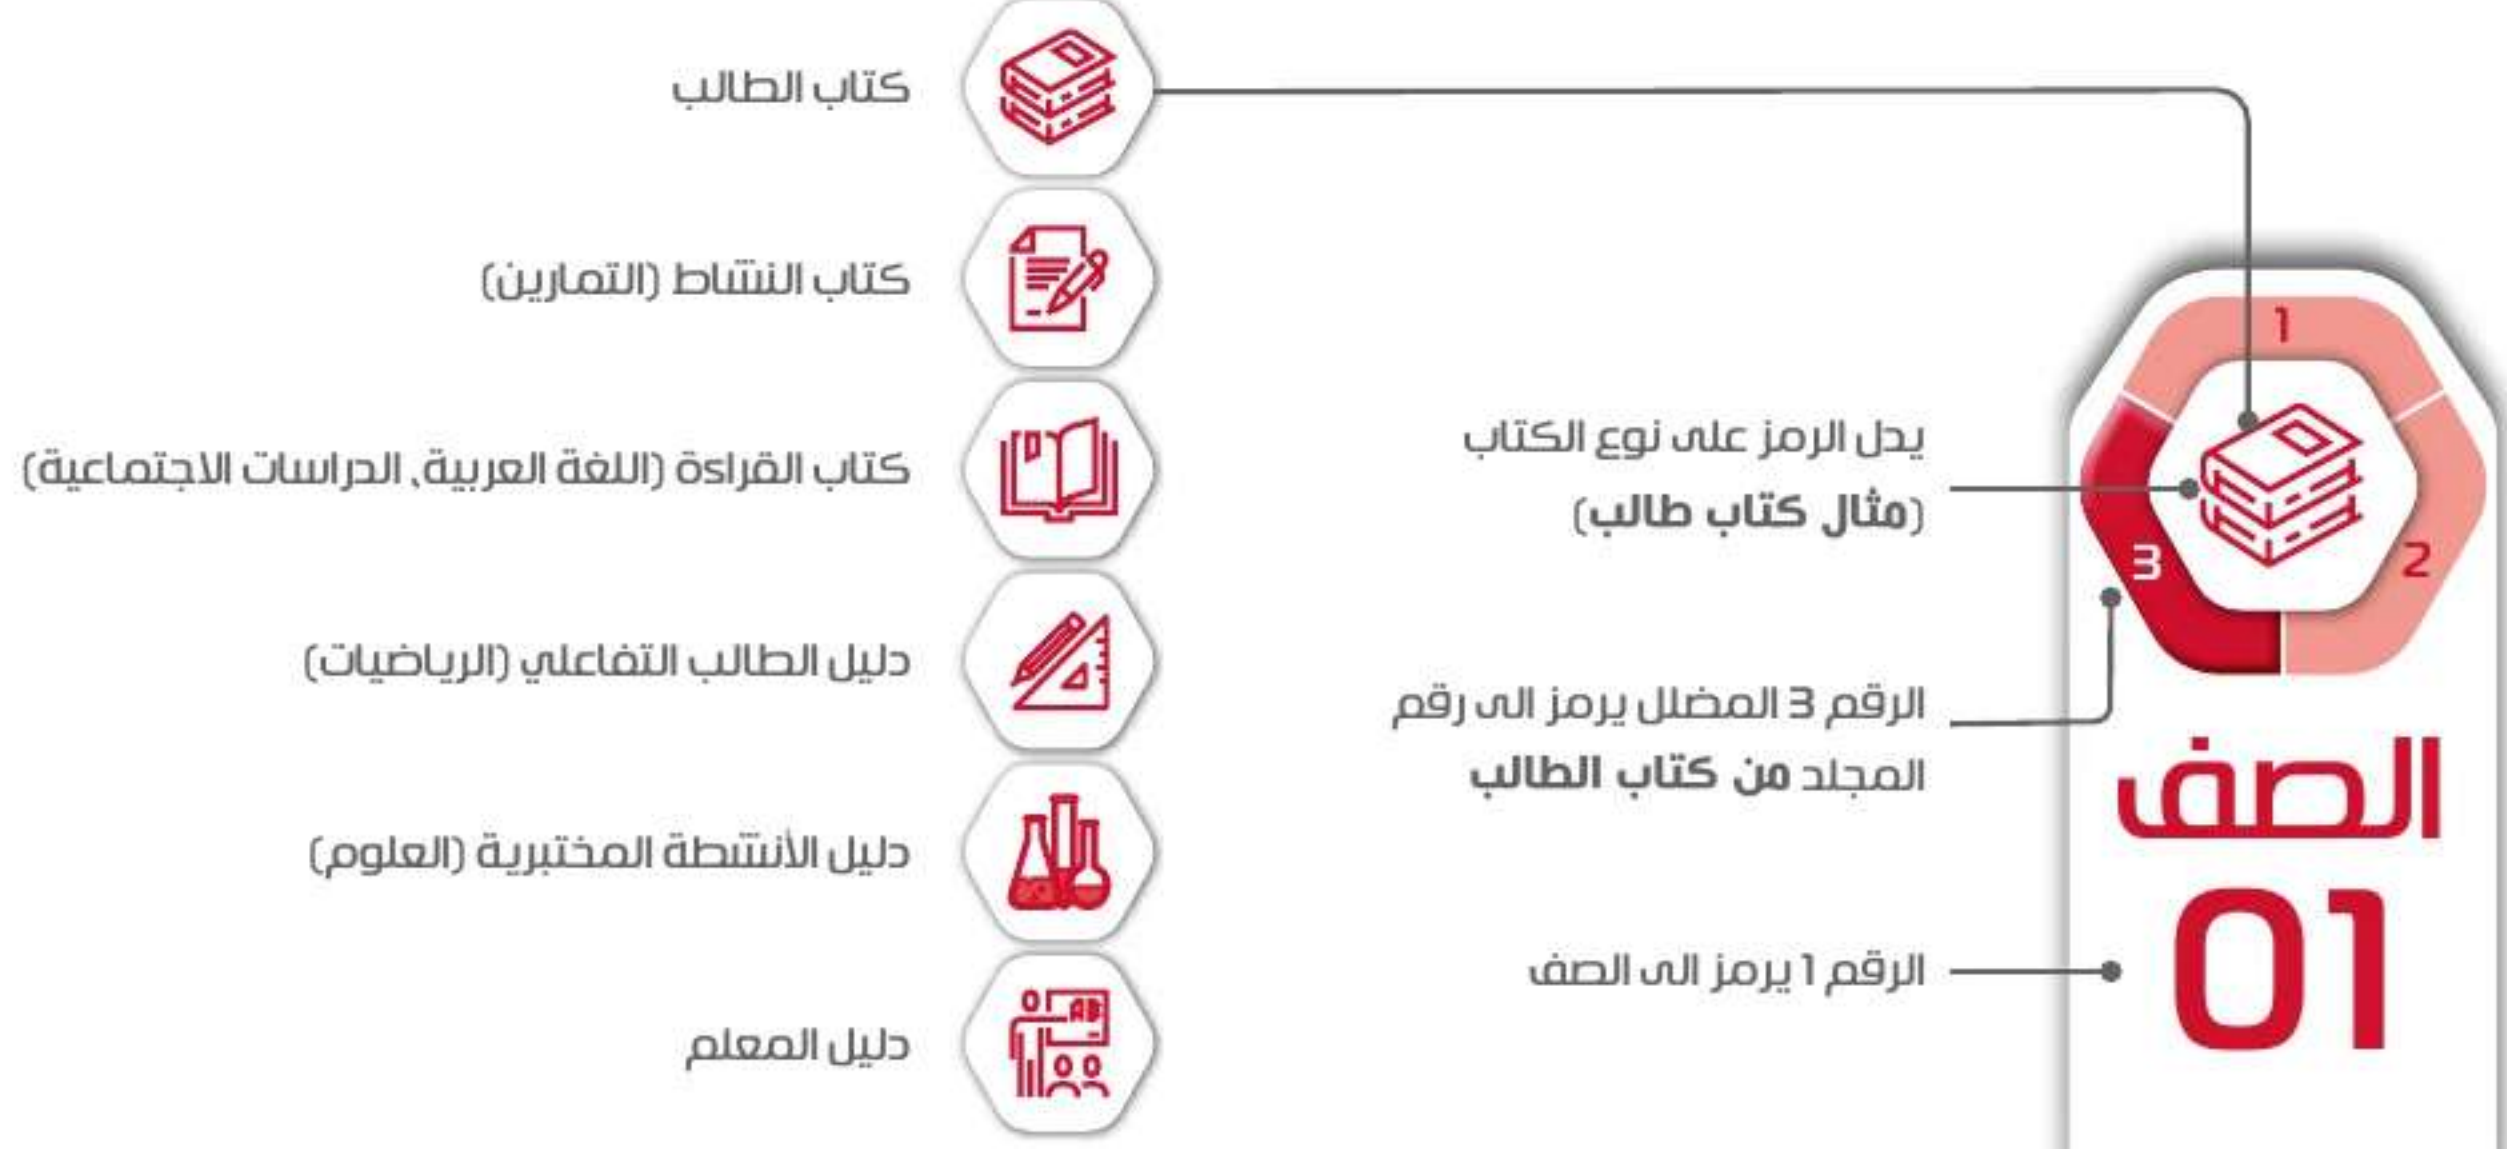 1
2
3
الصف
01
يدل الرمز على نوع الكتاب
(مثال كتاب طالب)
الرقم 3 المضلل يرمز الى رقم
المجلد من كتاب الطالب
الرقم 1 يرمز الى الصف
كتاب الطالب
كتاب النشاط (التمارين)
كتاب القراءة (اللغة العربية، الدراسات الاجتماعية)
دليل الطالب التفاعلي (الرياضيات)
دليل الأنشطة المختبرية (العلوم)
دليل المعلم
AB